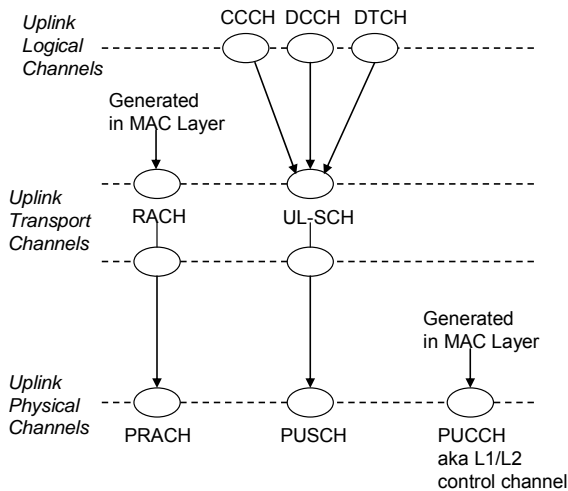 Uplink
Logical
Channels
CCCH DCCH DTCH
Generated
in MAC Layer
Uplink
Transport
Channels
RACH
UL-SCH
Generated
in MAC Layer
Uplink
Physical
Channels
PRACH
PUSCH
PUCCH
aka L1/L2
control channel